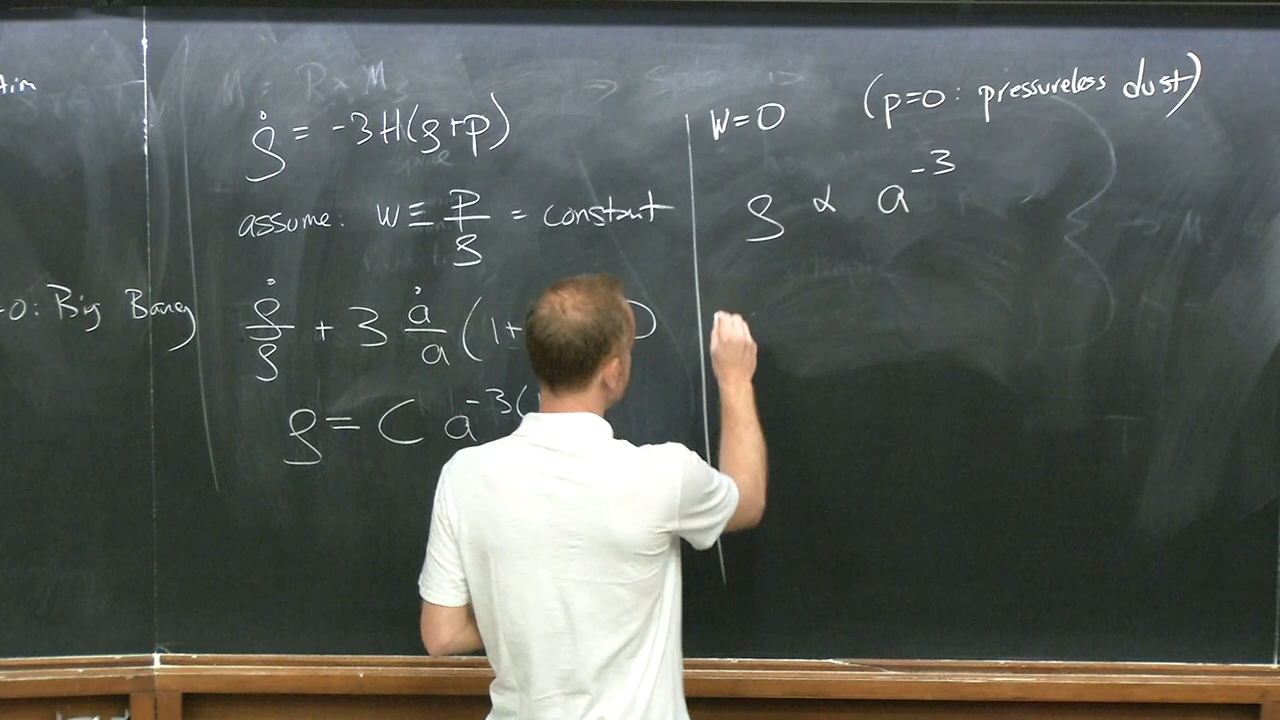 0: Big Bang
ρ̇ = -3H(ρ+p)
assume: w ≡ p/ρ = constant
ρ̇/ρ + 3 ȧ/a (1+
ρ = C a^-3(
w=0 (p=0: pressureless dust)
ρ ∝ a^-3